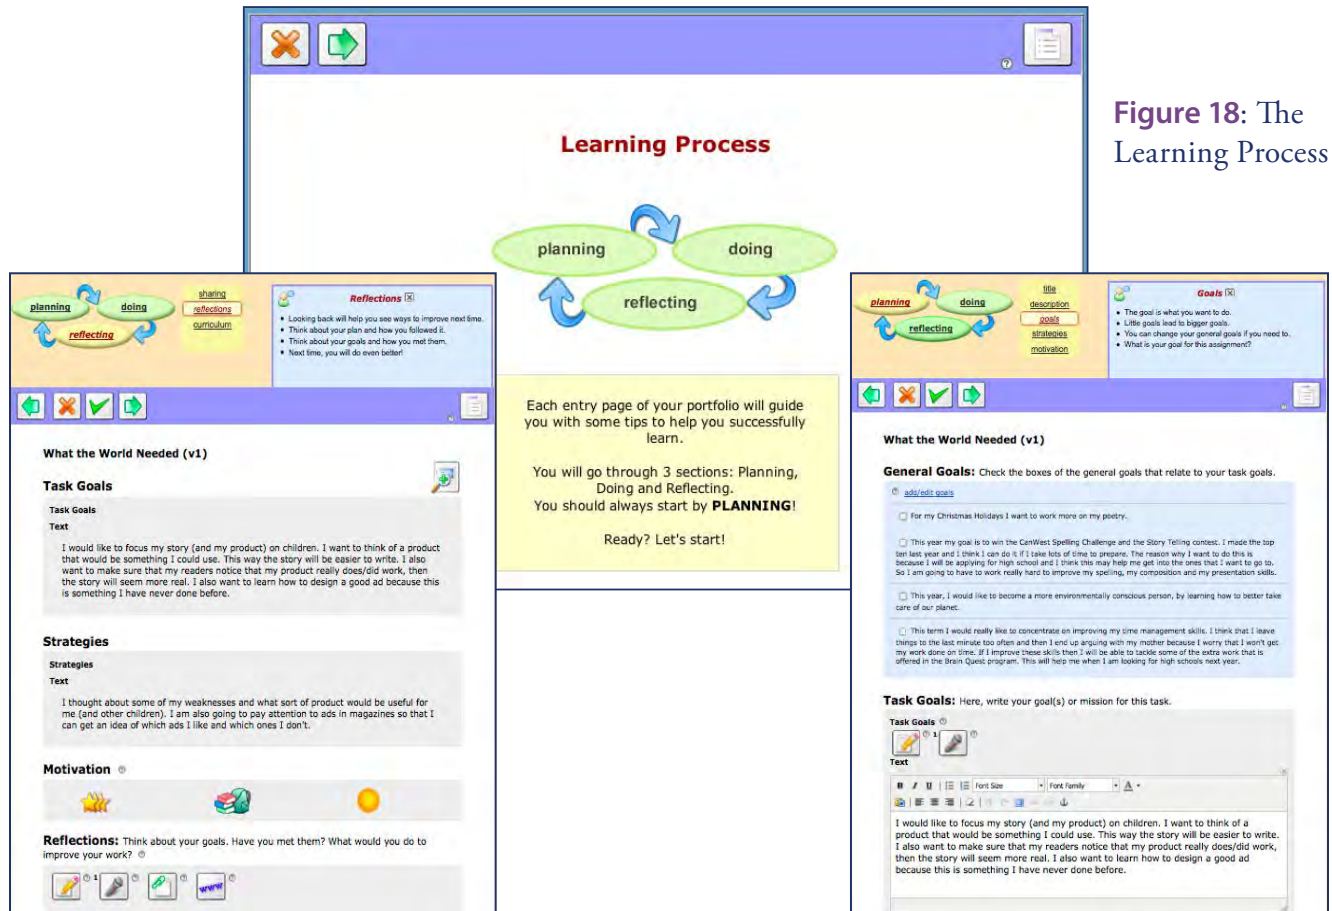 Figure 18: The
Learning Process
?
Learning Process
planning
doing
reflecting
Each entry page of your portfolio will guide
you with some tips to help you successfully
learn.
You will go through 3 sections: Planning,
Doing and Reflecting.
You should always start by PLANNING!
Ready? Let's start!
planning
doing
reflecting
sharing
reflections
curriculum
Reflections
• Looking back will help you see ways to improve next time.
• Think about your plan and how you followed it.
• Think about your goals and how you met them.
• Next time, you will do even better!
What the World Needed (v1)
Task Goals
Task Goals
Text
I would like to focus my story (and my product) on children. I want to think of a product
that would be something I could use. This way the story will be easier to write. I also
want to make sure that my readers notice that my product really does/did work, then
the story will seem more real. I also want to learn how to design a good ad because this
is something I have never done before.
Strategies
Strategies
Text
I thought about some of my weaknesses and what sort of product would be useful for
me (and other children). I am also going to pay attention to ads in magazines so that I
can get an idea of which ads I like and which ones I don't.
Motivation ?
Reflections: Think about your goals. Have you met them? What would you do to
improve your work? ?
1
www
planning
doing
reflecting
title
description
goals
strategies
motivation
Goals
• The goal is what you want to do.
• Little goals lead to bigger goals.
• You can change your general goals if you need to.
• What is your goal for this assignment?
What the World Needed (v1)
General Goals: Check the boxes of the general goals that relate to your task goals.
? add/edit goals
For my Christmas Holidays I want to work more on my poetry.
This year my goal is to win the CanWest Spelling Challenge and the Story Telling contest. I made the top
ten last year and I think I can do it if I take lots of time to prepare. The reason why I want to do this is
because I will be applying for high school and I think this may help me get into the ones that I want to go to.
So I am going to have to work really hard to improve my spelling, my composition and my presentation skills.
This year, I would like to become a more environmentally conscious person, by learning how to better take
care of our planet.
This term I would really like to concentrate on improving my time management skills. I think that I leave
things to the last minute too often and then I end up arguing with my mother because I worry that I won't get
my work done on time. If I improve these skills then I will be able to tackle some of the extra work that is
offered in the Brain Quest program. This will help me when I am looking for high schools next year.
Task Goals: Here, write your goal(s) or mission for this task.
Task Goals ?
1
Text
B I U Font Size Font Family A
I would like to focus my story (and my product) on children. I want to think of a
product that would be something I could use. This way the story will be easier to write.
I also want to make sure that my readers notice that my product really does/did work,
then the story will seem more real. I also want to learn how to design a good ad
because this is something I have never done before.